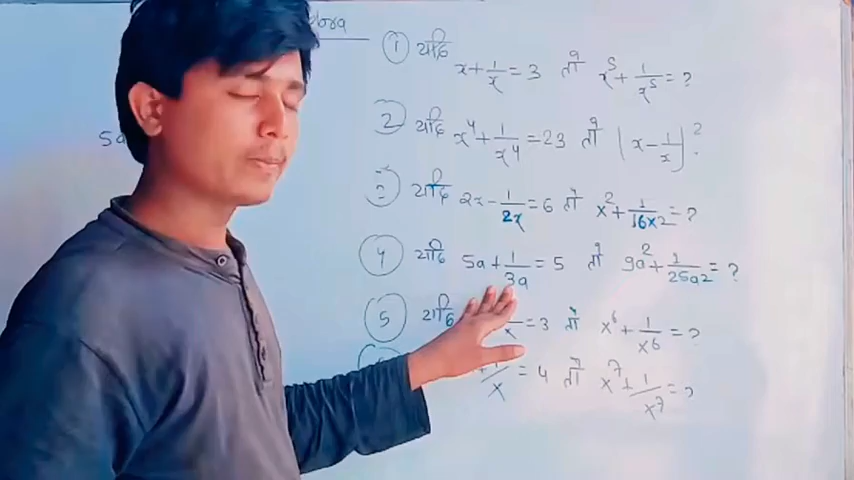 ① यदि x + 1/x = 3 तो x⁵ + 1/x⁵ = ?
② यदि x⁴ + 1/x⁴ = 23 तो (x - 1/x)²
③ यदि 2x - 1/2x = 6 तो x² + 1/16x² = ?
④ यदि 5a + 1/3a = 5 तो 9a² + 1/25a² = ?
⑤ यदि = 3 तो x⁶ + 1/x⁶ = ?
+ 1/x = 4 तो x⁷ + 1/x⁷ = ?